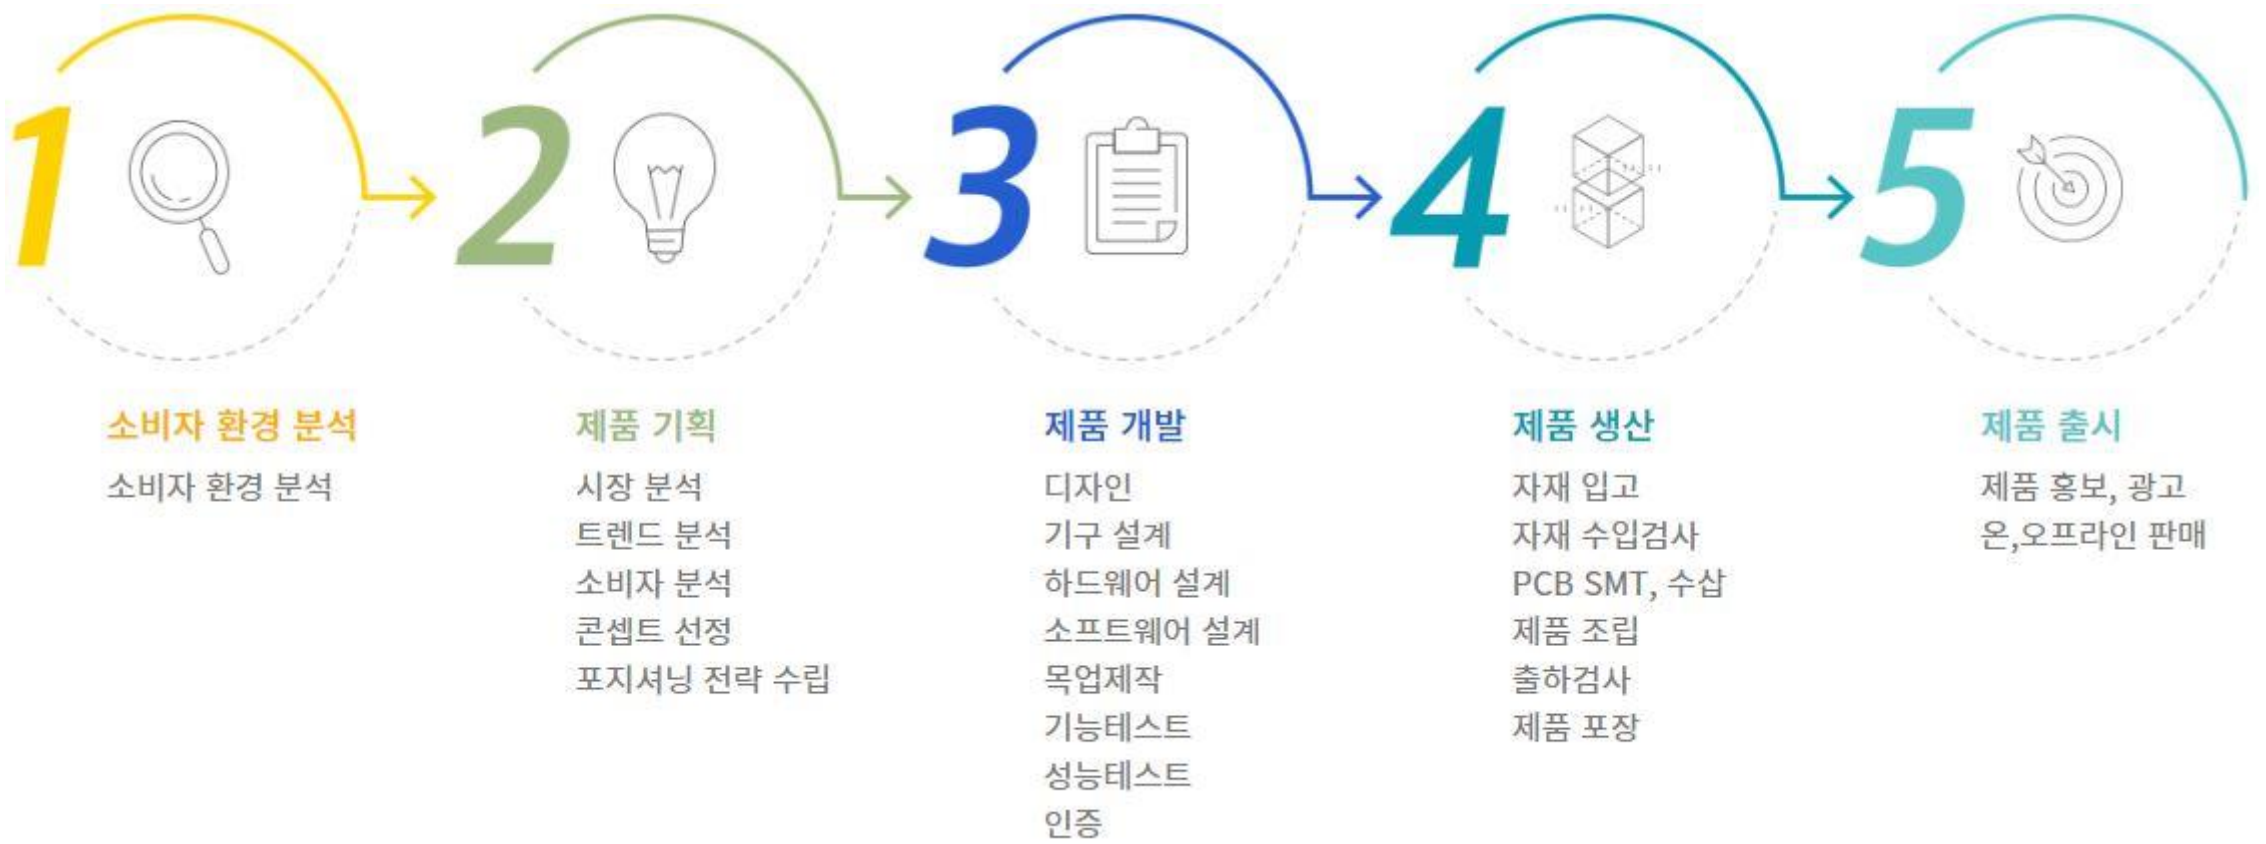 1
소비자 환경 분석
소비자 환경 분석
2
제품 기획
시장 분석
트렌드 분석
소비자 분석
콘셉트 선정
포지셔닝 전략 수립
3
제품 개발
디자인
기구 설계
하드웨어 설계
소프트웨어 설계
목업제작
기능테스트
성능테스트
인증
4
제품 생산
자재 입고
자재 수입검사
PCB SMT, 수삽
제품 조립
출하검사
제품 포장
5
제품 출시
제품 홍보, 광고
온,오프라인 판매